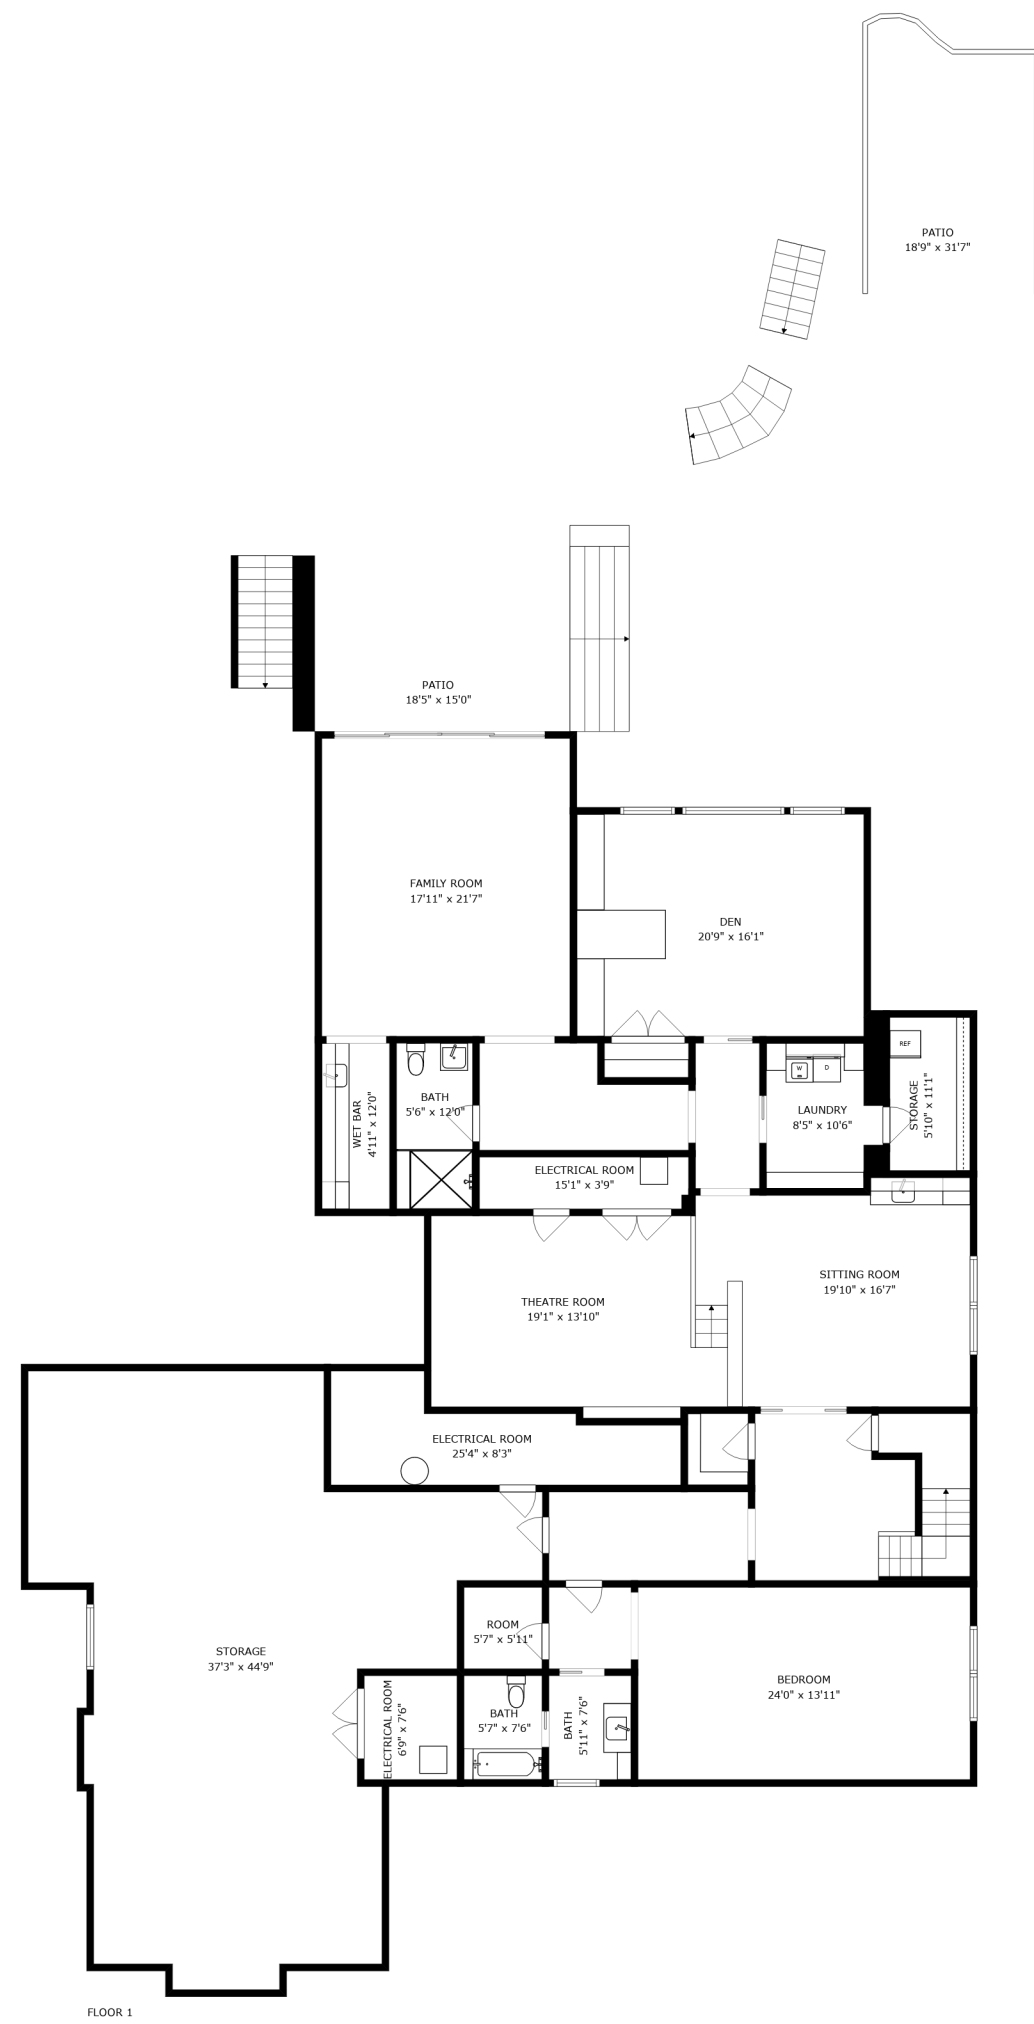 PATIO
18'9" x 31'7"
PATIO
18'5" x 15'0"
FAMILY ROOM
17'11" x 21'7"
DEN
20'9" x 16'1"
REF
WET BAR
4'11" x 12'0"
BATH
5'6" x 12'0"
W
D
LAUNDRY
8'5" x 10'6"
STORAGE
5'10" x 11'1"
ELECTRICAL ROOM
15'1" x 3'9"
SITTING ROOM
19'10" x 16'7"
THEATRE ROOM
19'1" x 13'10"
ELECTRICAL ROOM
25'4" x 8'3"
ROOM
5'7" x 5'11"
STORAGE
37'3" x 44'9"
BEDROOM
24'0" x 13'11"
ELECTRICAL ROOM
6'9" x 7'6"
BATH
5'7" x 7'6"
BATH
5'11" x 7'6"
FLOOR 1